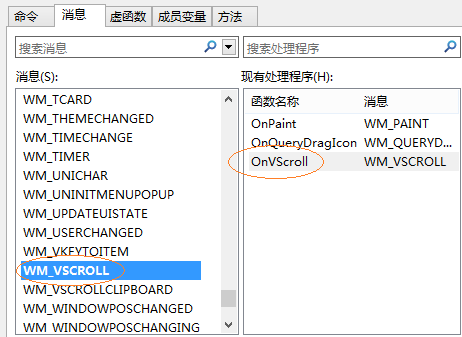 命令 消息 虚函数 成员变量 方法
搜索消息 搜索处理程序
消息(S): 现有处理程序(H):
WM_TCARD
WM_THEMECHANGED
WM_TIMECHANGE
WM_TIMER
WM_UNICHAR
WM_UNINITMENUPOPUP
WM_UPDATEUISTATE
WM_USERCHANGED
WM_VKEYTOITEM
WM_VSCROLL
WM_VSCROLLCLIPBOARD
WM_WINDOWPOSCHANGED
WM_WINDOWPOSCHANGING
函数名称 消息
OnPaint WM_PAINT
OnQueryDragIcon WM_QUERYD...
OnVScroll WM_VSCROLL